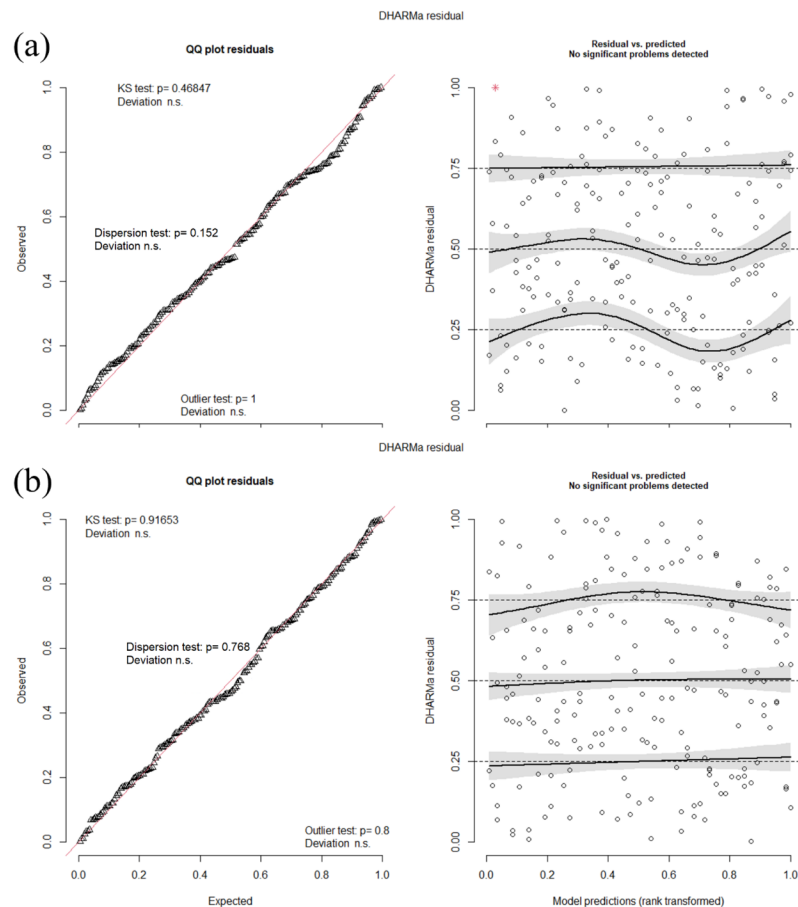 DHARMa residual
(a)
QQ plot residuals
Residual vs. predicted
No significant problems detected
KS test: p= 0.46847
Deviation n.s.
Dispersion test: p= 0.152
Deviation n.s.
Outlier test: p= 1
Deviation n.s.
Observed
0.0
0.2
0.4
0.6
0.8
1.0
DHARMa residual
0.00
0.25
0.50
0.75
1.00
DHARMa residual
(b)
QQ plot residuals
Residual vs. predicted
No significant problems detected
KS test: p= 0.91653
Deviation n.s.
Dispersion test: p= 0.768
Deviation n.s.
Outlier test: p= 0.8
Deviation n.s.
Observed
0.0
0.2
0.4
0.6
0.8
1.0
0.0 0.2 0.4 0.6 0.8 1.0
Expected
DHARMa residual
0.00
0.25
0.50
0.75
1.00
0.0 0.2 0.4 0.6 0.8 1.0
Model predictions (rank transformed)